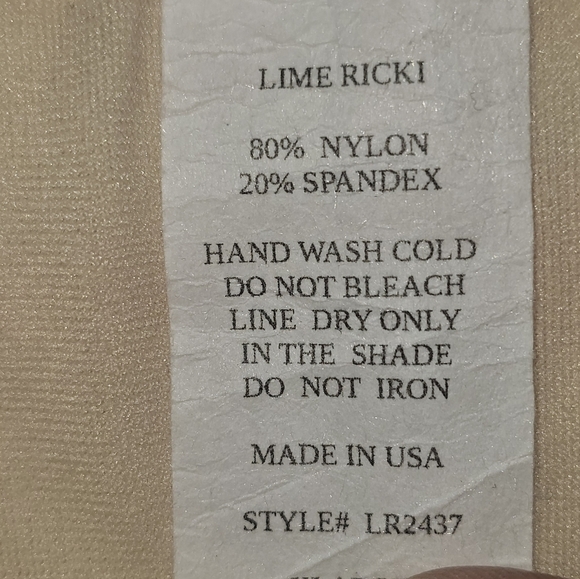 LIME RICKI
80% NYLON
20% SPANDEX
HAND WASH COLD
DO NOT BLEACH
LINE DRY ONLY
IN THE SHADE
DO NOT IRON
MADE IN USA
STYLE# LR2437